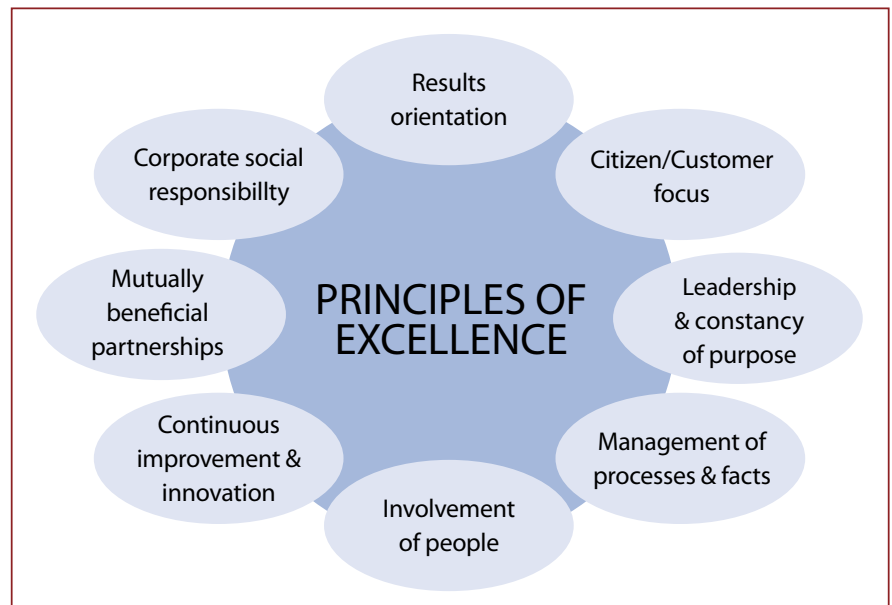 Results
orientation
Citizen/Customer
focus
Leadership
& constancy
of purpose
Management of
processes & facts
Involvement
of people
Continuous
improvement &
innovation
Mutually
beneficial
partnerships
Corporate social
responsibillty
PRINCIPLES OF
EXCELLENCE